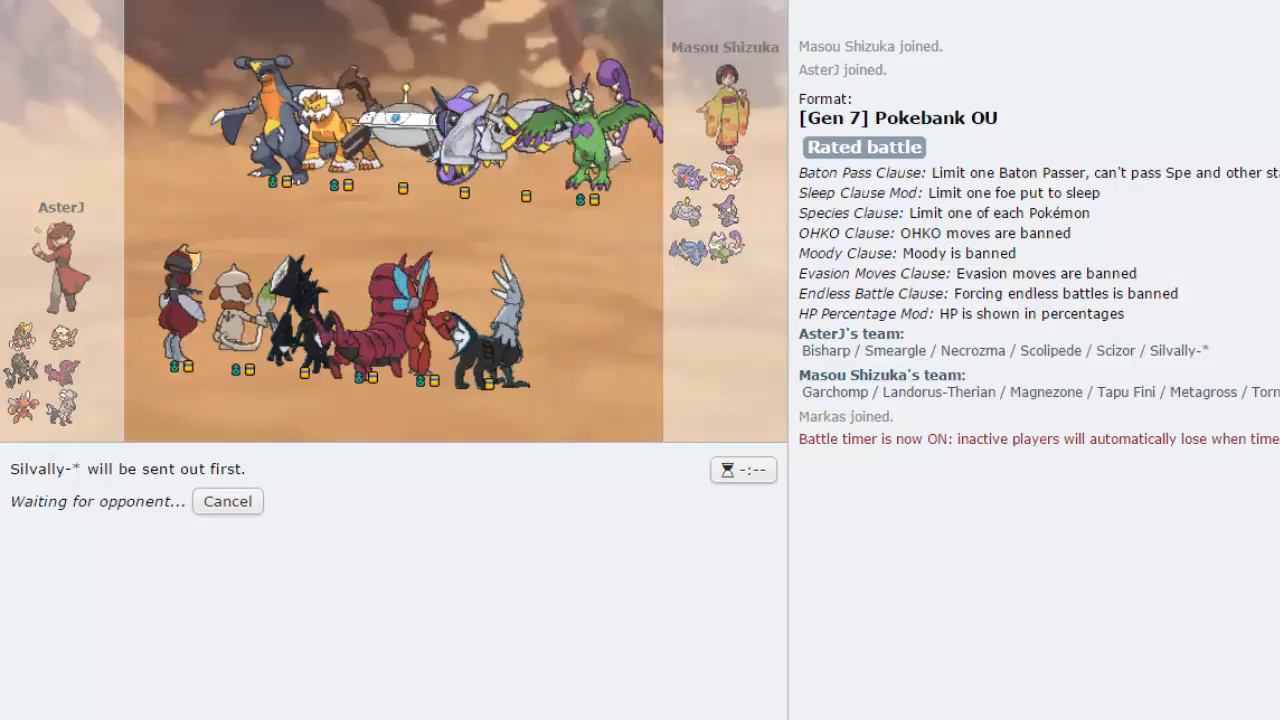 AsterJ
Masou Shizuka
Silvally-* will be sent out first.
-:--
Waiting for opponent... Cancel
Masou Shizuka joined.
AsterJ joined.
Format:
[Gen 7] Pokebank OU
Rated battle
Baton Pass Clause: Limit one Baton Passer, can't pass Spe and other
Sleep Clause Mod: Limit one foe put to sleep
Species Clause: Limit one of each Pokémon
OHKO Clause: OHKO moves are banned
Moody Clause: Moody is banned
Evasion Moves Clause: Evasion moves are banned
Endless Battle Clause: Forcing endless battles is banned
HP Percentage Mod: HP is shown in percentages
AsterJ's team:
Bisharp / Smeargle / Necrozma / Scolipede / Scizor / Silvally-*
Masou Shizuka's team:
Garchomp / Landorus-Therian / Magnezone / Tapu Fini / Metagross /
Markas joined.
Battle timer is now ON: inactive players will automatically lose when time